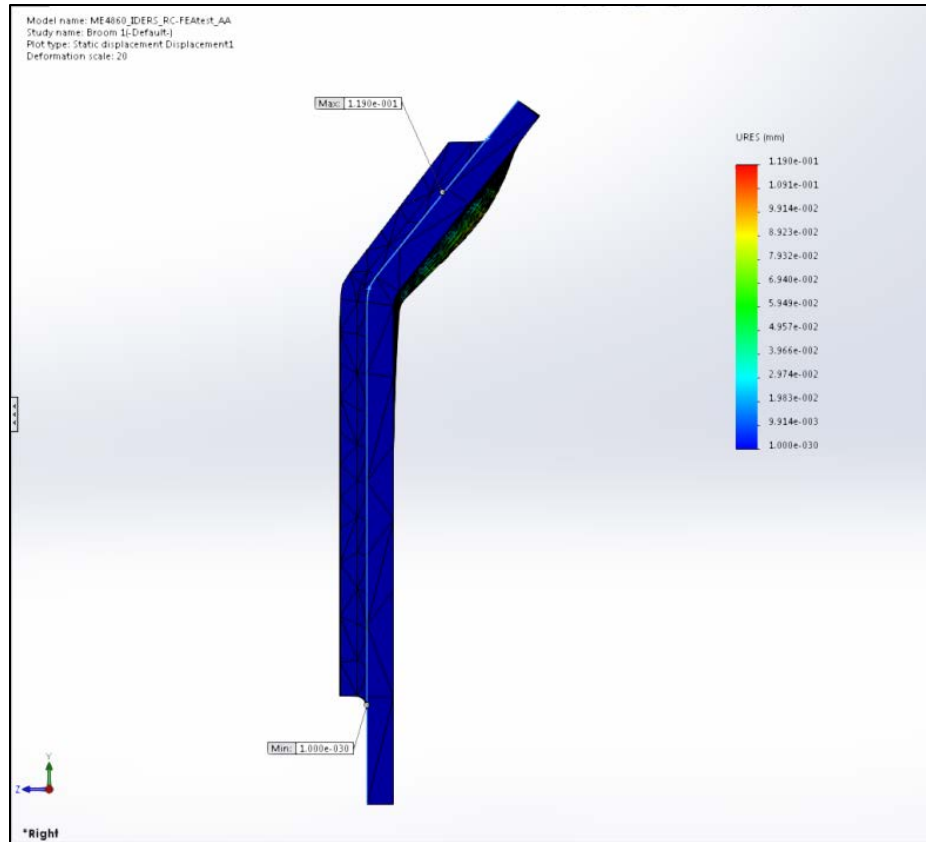 Model name: ME4860_IDERS_RC-FEAtest_AA
Study name: Broom 1(-Default-)
Plot type: Static displacement Displacement1
Deformation scale: 20
Max: 1.190e-001
URES (mm)
1.190e-001
1.091e-001
9.914e-002
8.923e-002
7.932e-002
6.940e-002
5.949e-002
4.957e-002
3.966e-002
2.974e-002
1.983e-002
9.914e-003
1.000e-030
Min: 1.000e-030
Y
Z
*Right